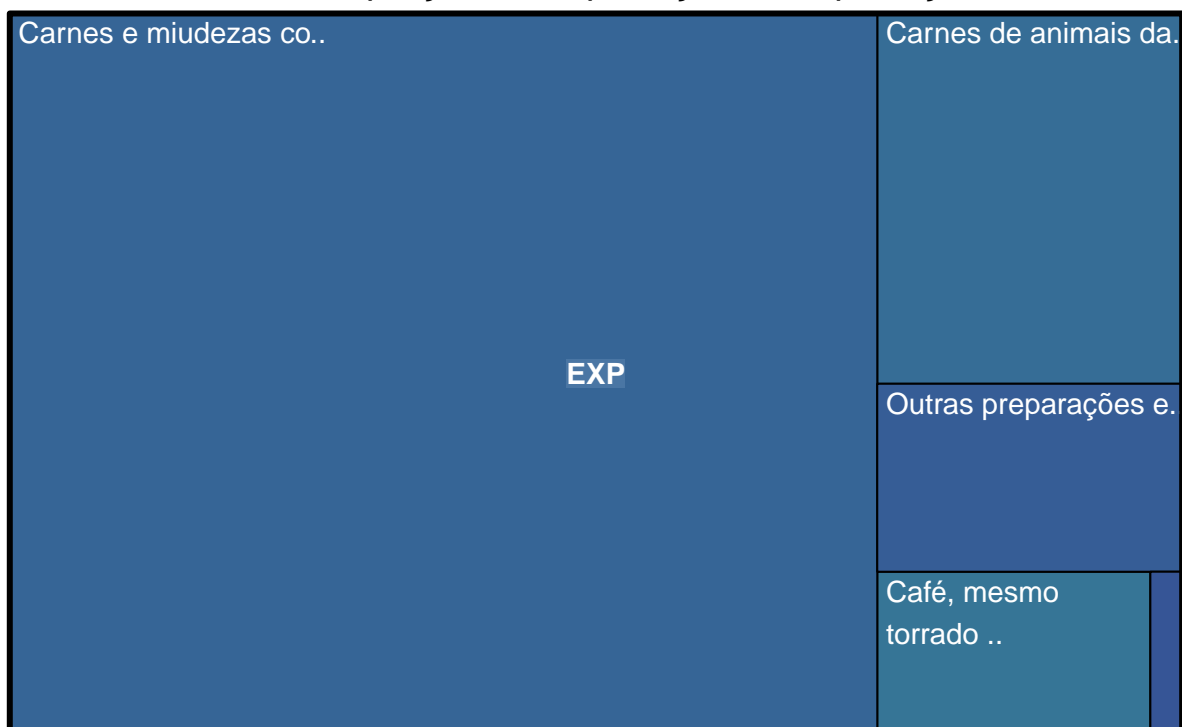 Carnes e miudezas co..
Carnes de animais da.
EXP
Outras preparações e.
Café, mesmo
torrado ..